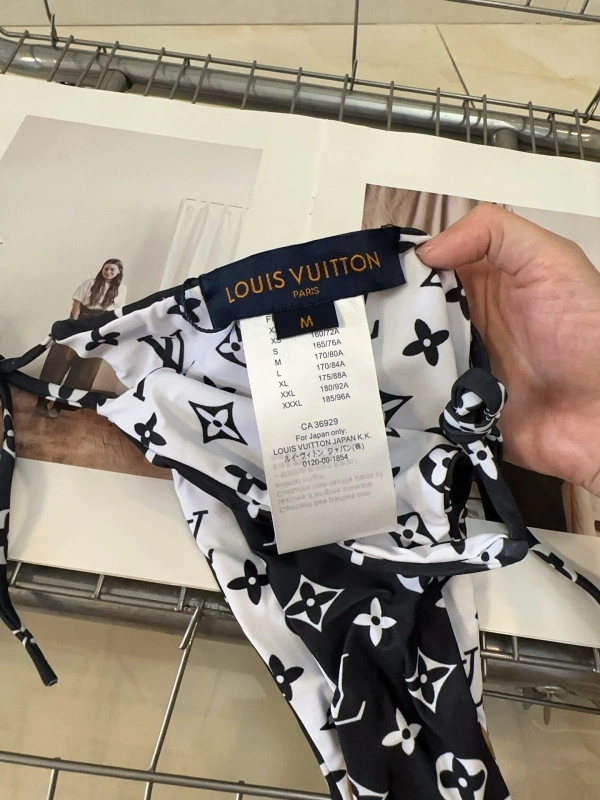 LOUIS VUITTON
PARIS
M
160/72A
S 165/76A
M 170/80A
L 170/84A
XL 175/88A
XXL 180/92A
XXXL 185/96A
CA 36929
For Japan only:
LOUIS VUITTON JAPAN K.K.
ルイ・ヴィトン ジャパン(株)
0120-00-1854